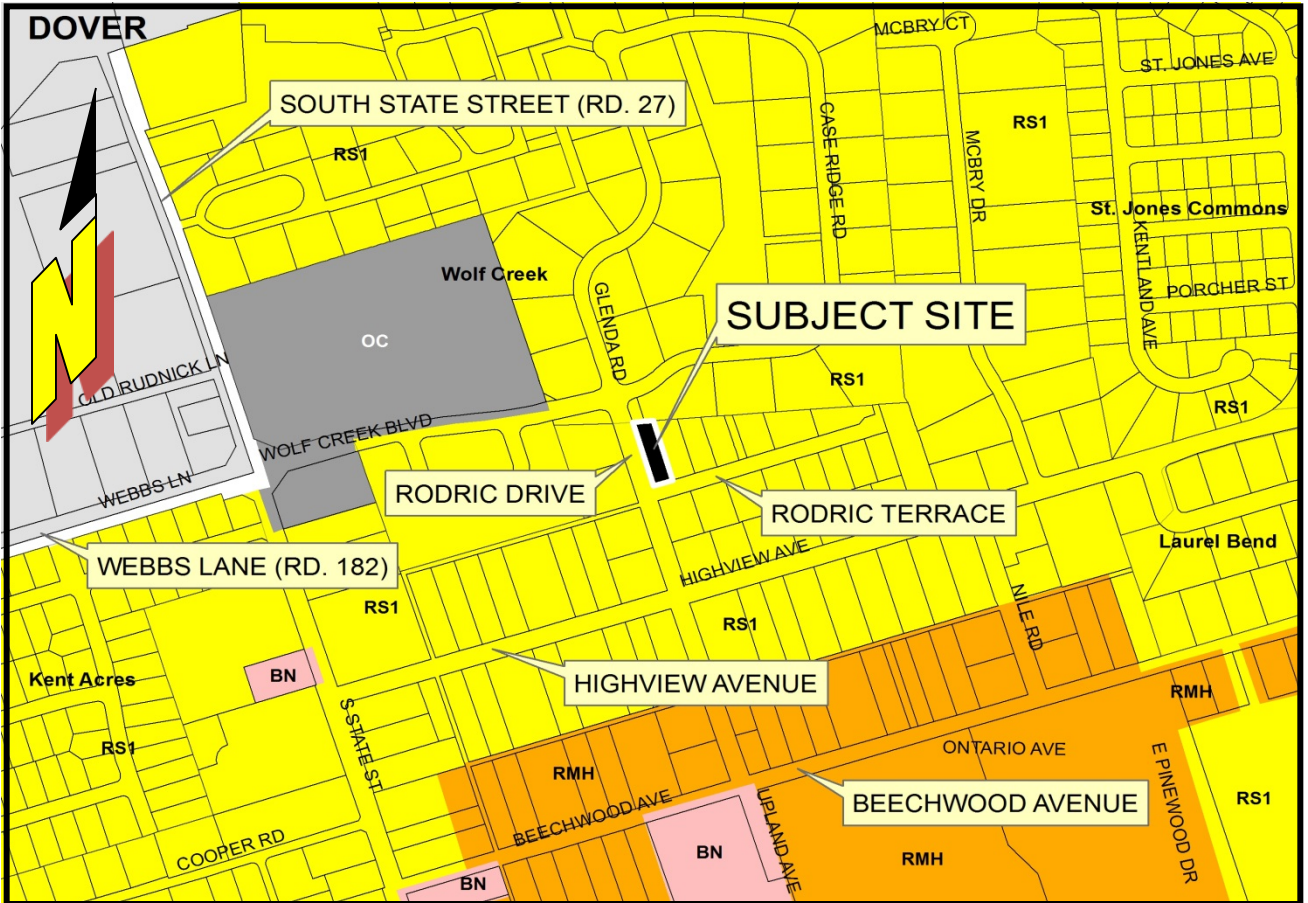 DOVER
MCBRY CT
ST. JONES AVE
SOUTH STATE STREET (RD. 27)
CASE RIDGE RD
RS1
MCBRY DR
RS1
St. Jones Commons
KENTLAND AVE
Wolf Creek
N
GLENDA RD
PORCHER ST
SUBJECT SITE
OC
OLD RUDNICK LN
RS1
RS1
WOLF CREEK BLVD
WEBBS LN
RODRIC DRIVE
RODRIC TERRACE
WEBBS LANE (RD. 182)
HIGHVIEW AVE
Laurel Bend
RS1
NILE RD
RS1
Kent Acres
BN
HIGHVIEW AVENUE
RMH
S STATE ST
RS1
ONTARIO AVE
RMH
E PINEWOOD DR
BEECHWOOD AVENUE
RS1
BEECHWOOD AVE
UPLAND AVE
COOPER RD
BN
RMH
BN